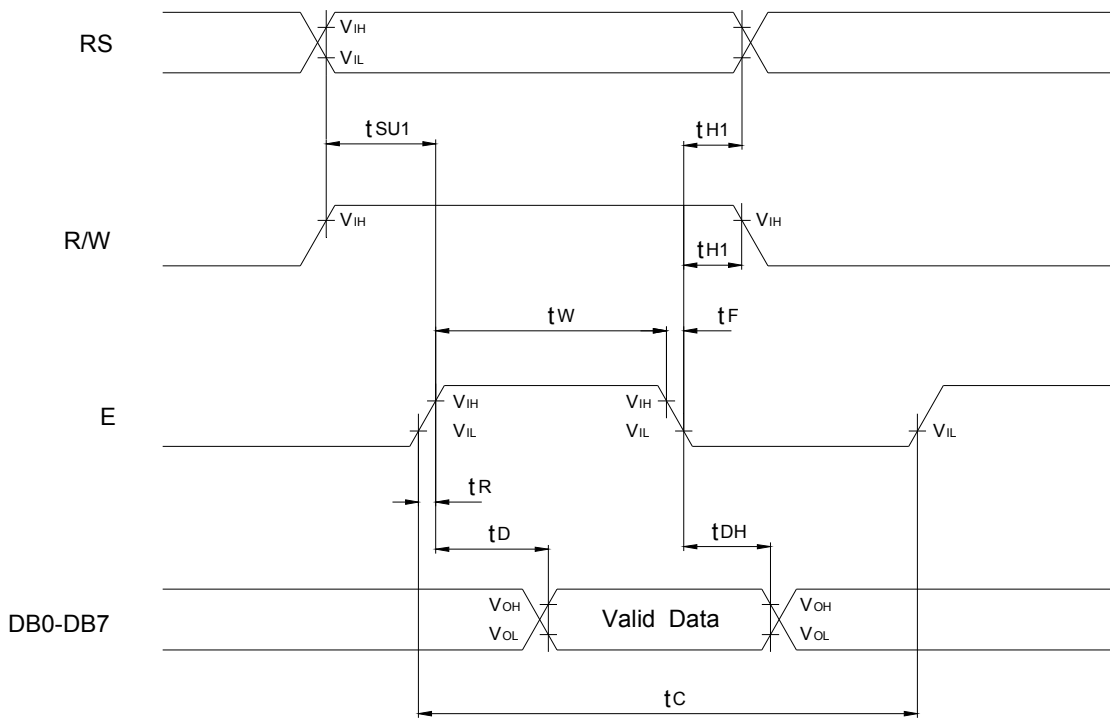 RS
VIH
VIL
tSU1
tH1
R/W
VIH
VIH
tH1
tW
tF
E
VIH
VIH
VIL
VIL
VIL
tR
tD
tDH
DB0-DB7
VOH
Valid Data
VOH
VOL
VOL
tC